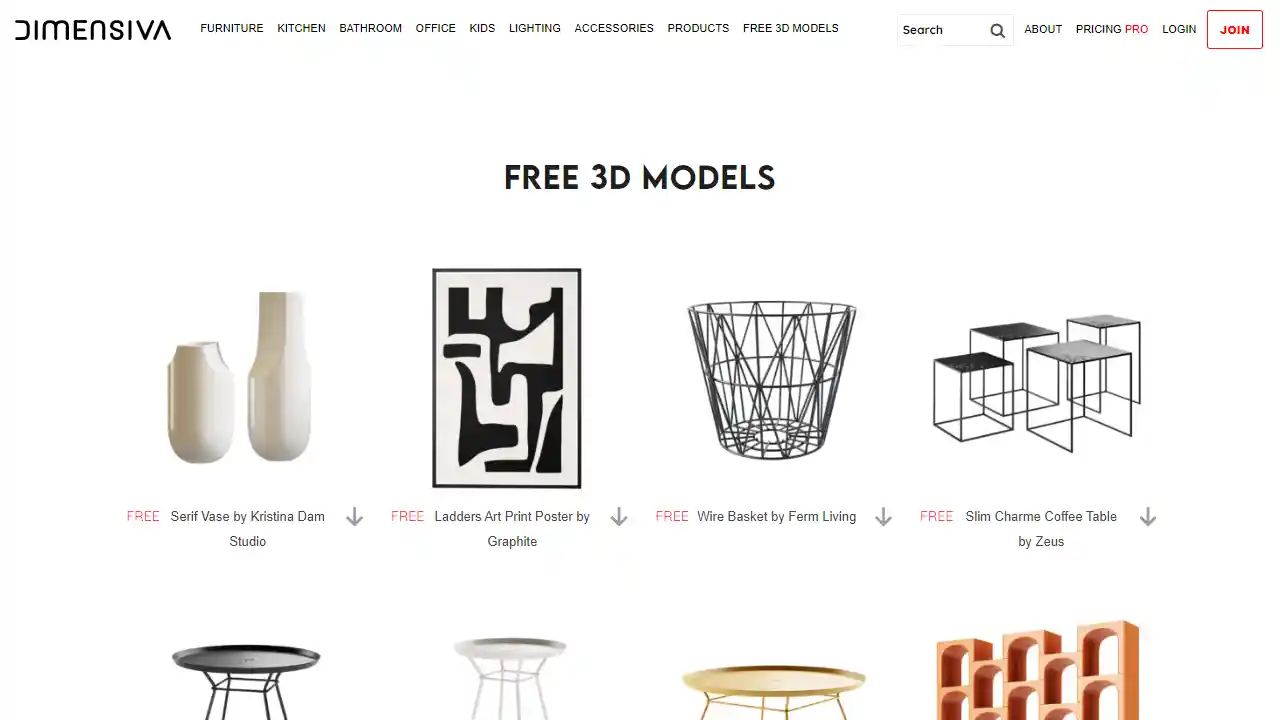 DIMENSIVA
FURNITURE KITCHEN BATHROOM OFFICE KIDS LIGHTING ACCESSORIES PRODUCTS FREE 3D MODELS
Search
ABOUT PRICING PRO LOGIN JOIN
FREE 3D MODELS
FREE Serif Vase by Kristina Dam
Studio
FREE Ladders Art Print Poster by
Graphite
FREE Wire Basket by Ferm Living
FREE Slim Charme Coffee Table
by Zeus